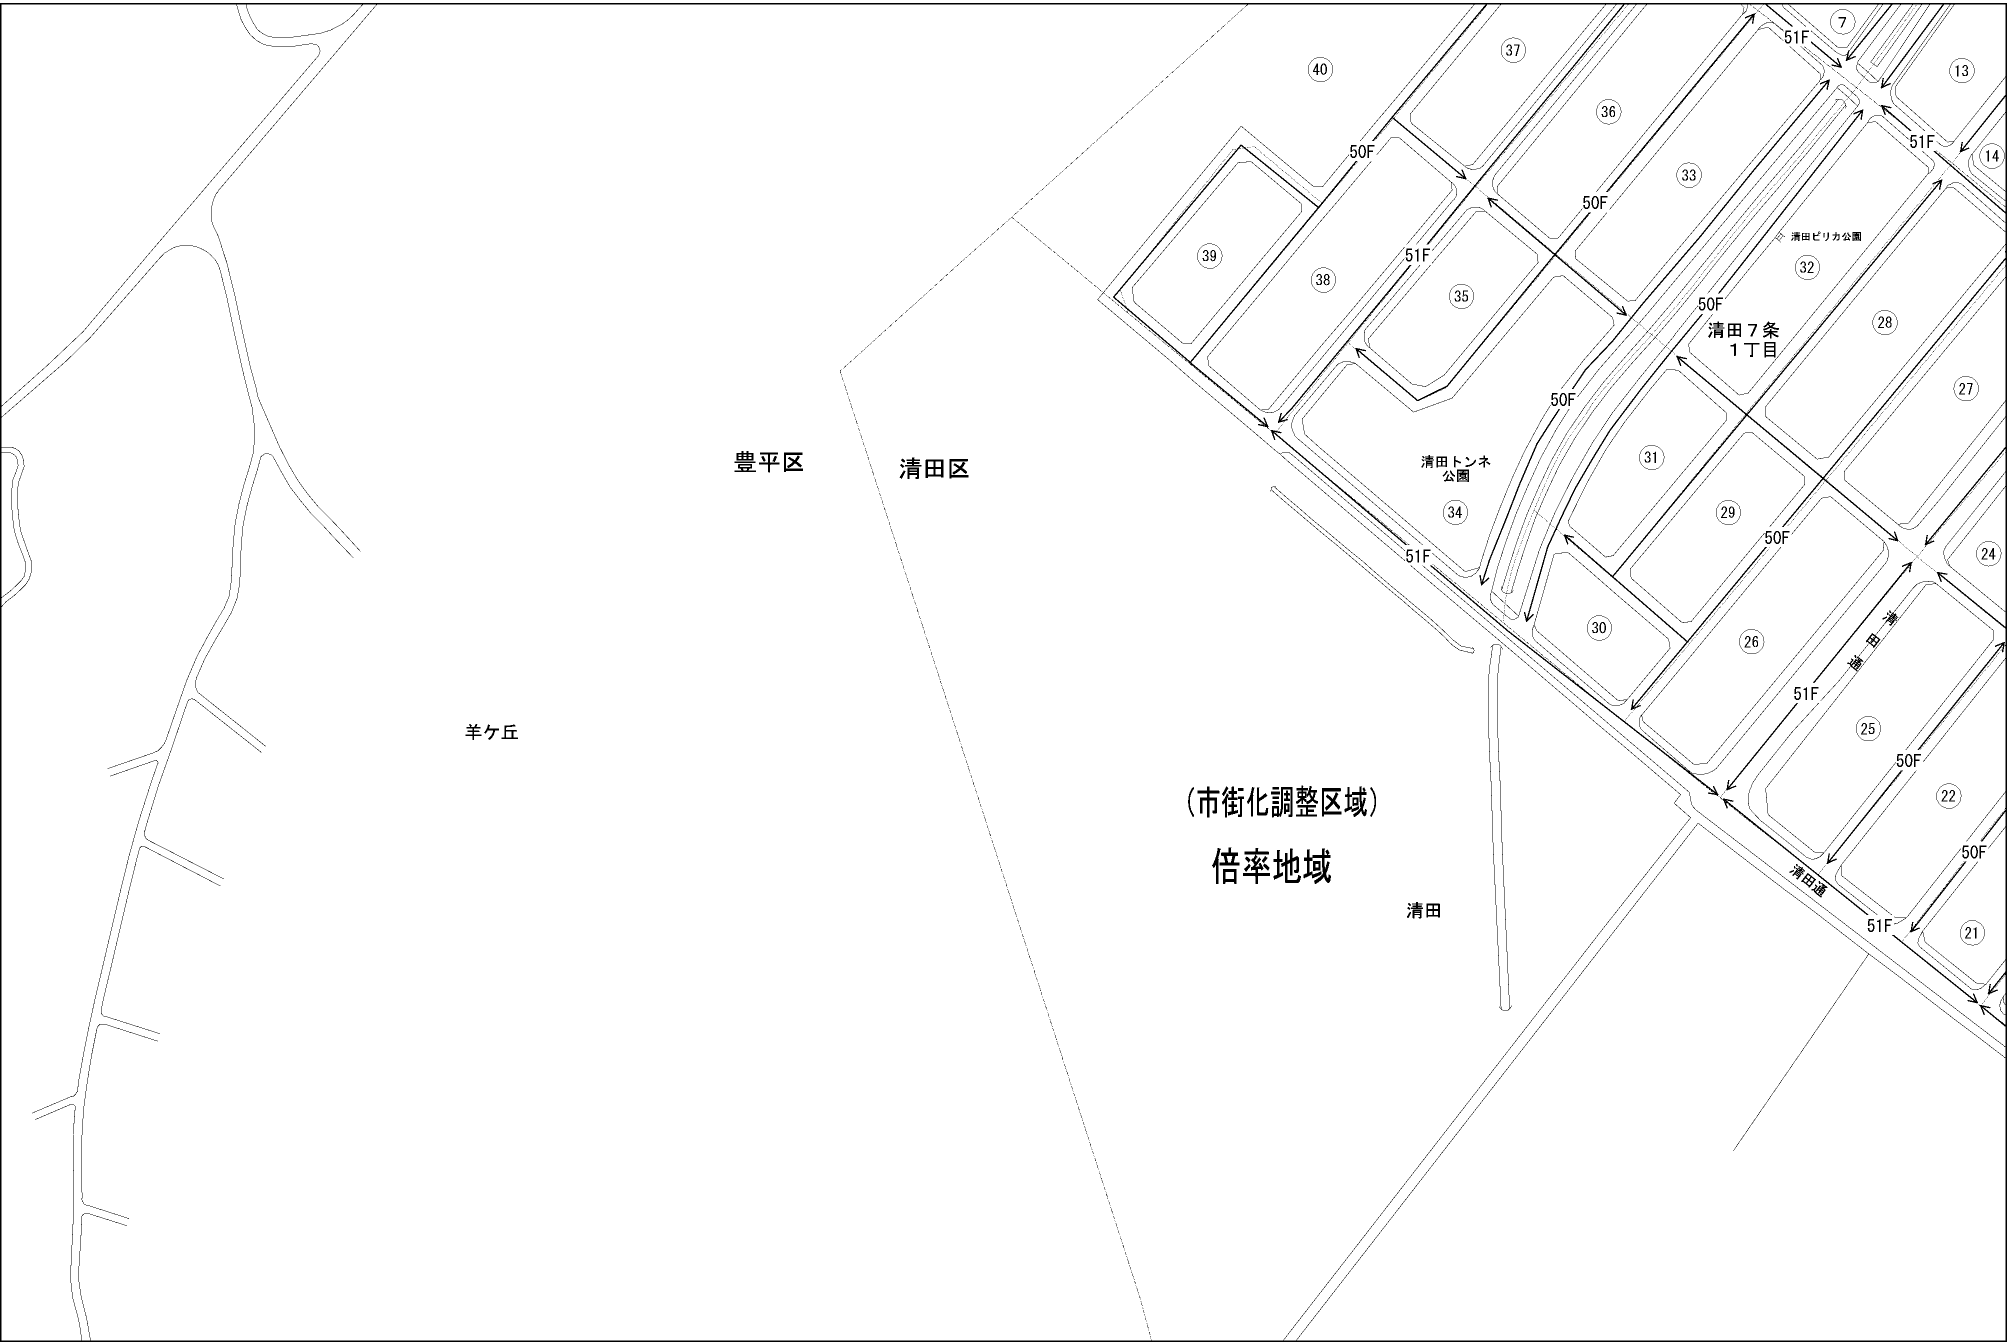 7
51F
37
40
13
36
51F
50F
14
33
50F
清田ピリカ公園
51F
39
32
38
35
50F
清田７条
１丁目
28
27
50F
31
清田トンネ
公園
豊平区
清田区
34
29
50F
24
51F
30
清田通
26
51F
25
羊ケ丘
50F
22
(市街化調整区域)
50F
倍率地域
清田通
清田
51F
21